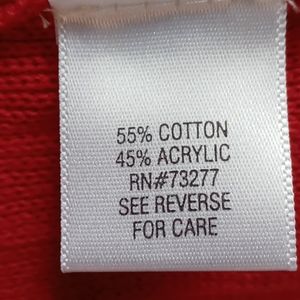 55% COTTON
45% ACRYLIC
RN#73277
SEE REVERSE
FOR CARE